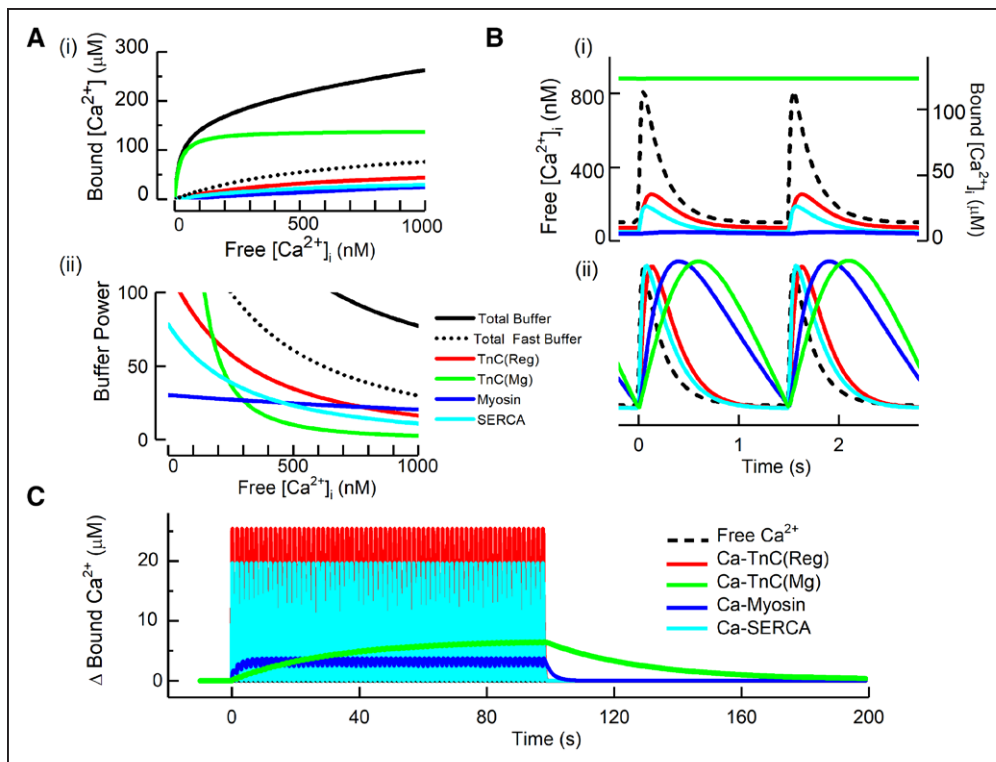 A
(i)
Bound [Ca2+] (μM)
300
200
100
0
0
500
1000
Free [Ca2+]i (nM)
(ii)
Buffer Power
100
50
0
0
500
1000
Free [Ca2+]i (nM)
Total Buffer
Total Fast Buffer
TnC(Reg)
TnC(Mg)
Myosin
SERCA
B
(i)
Free [Ca2+]i (nM)
800
400
0
100
50
0
Bound [Ca2+]i (μM)
(ii)
0
1
2
Time (s)
C
Δ Bound Ca2+ (μM)
20
10
0
0
40
80
120
160
200
Time (s)
Free Ca2+
Ca-TnC(Reg)
Ca-TnC(Mg)
Ca-Myosin
Ca-SERCA